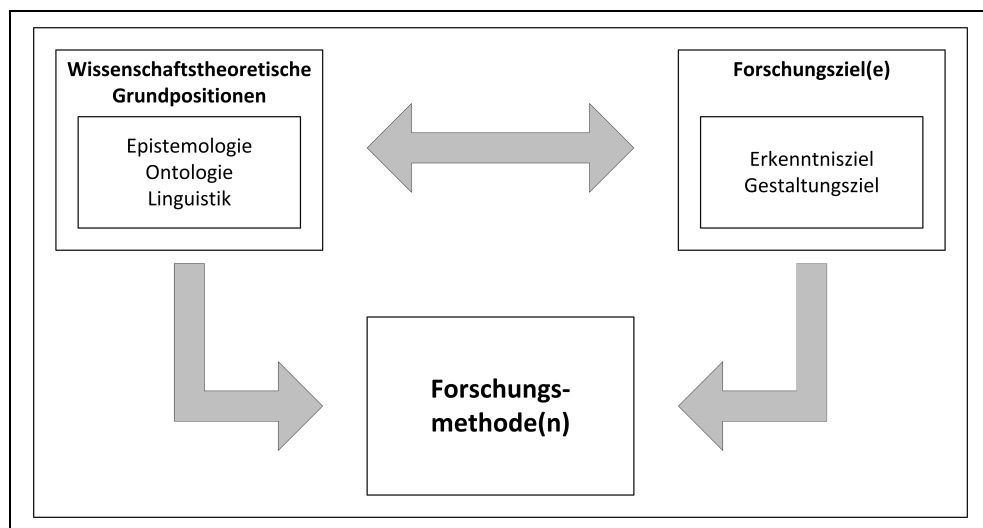 Wissenschaftstheoretische
Grundpositionen
Epistemologie
Ontologie
Linguistik
Forschungsziel(e)
Erkenntnisziel
Gestaltungsziel
Forschungs-
methode(n)